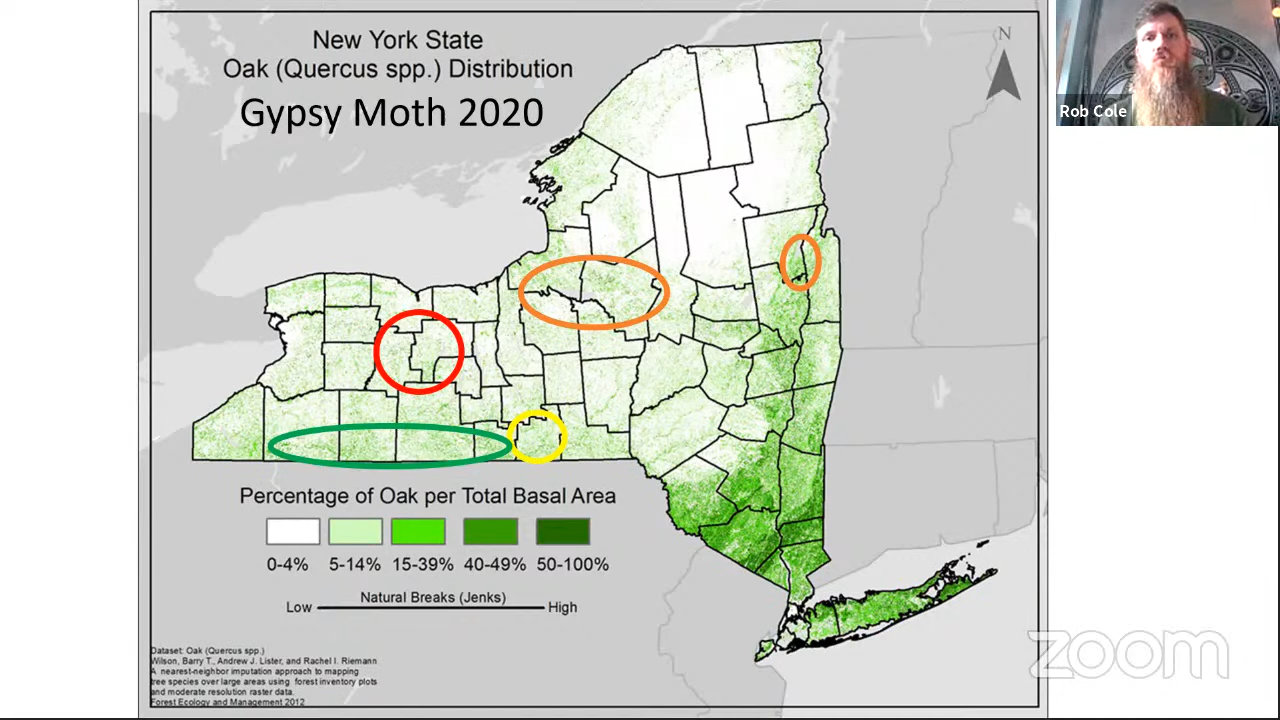 New York State
Oak (Quercus spp.) Distribution
Gypsy Moth 2020
N
Rob Cole
Percentage of Oak per Total Basal Area
0-4% 5-14% 15-39% 40-49% 50-100%
Natural Breaks (Jenks)
Low High
Dataset: Oak (Quercus spp.)
Wilson, Barry T., Andrew J. Lister, and Rachel I. Riemann
A nearest-neighbor imputation approach to mapping
tree species over large areas using forest inventory plots
and moderate resolution raster data.
Forest Ecology and Management 2012
zoom